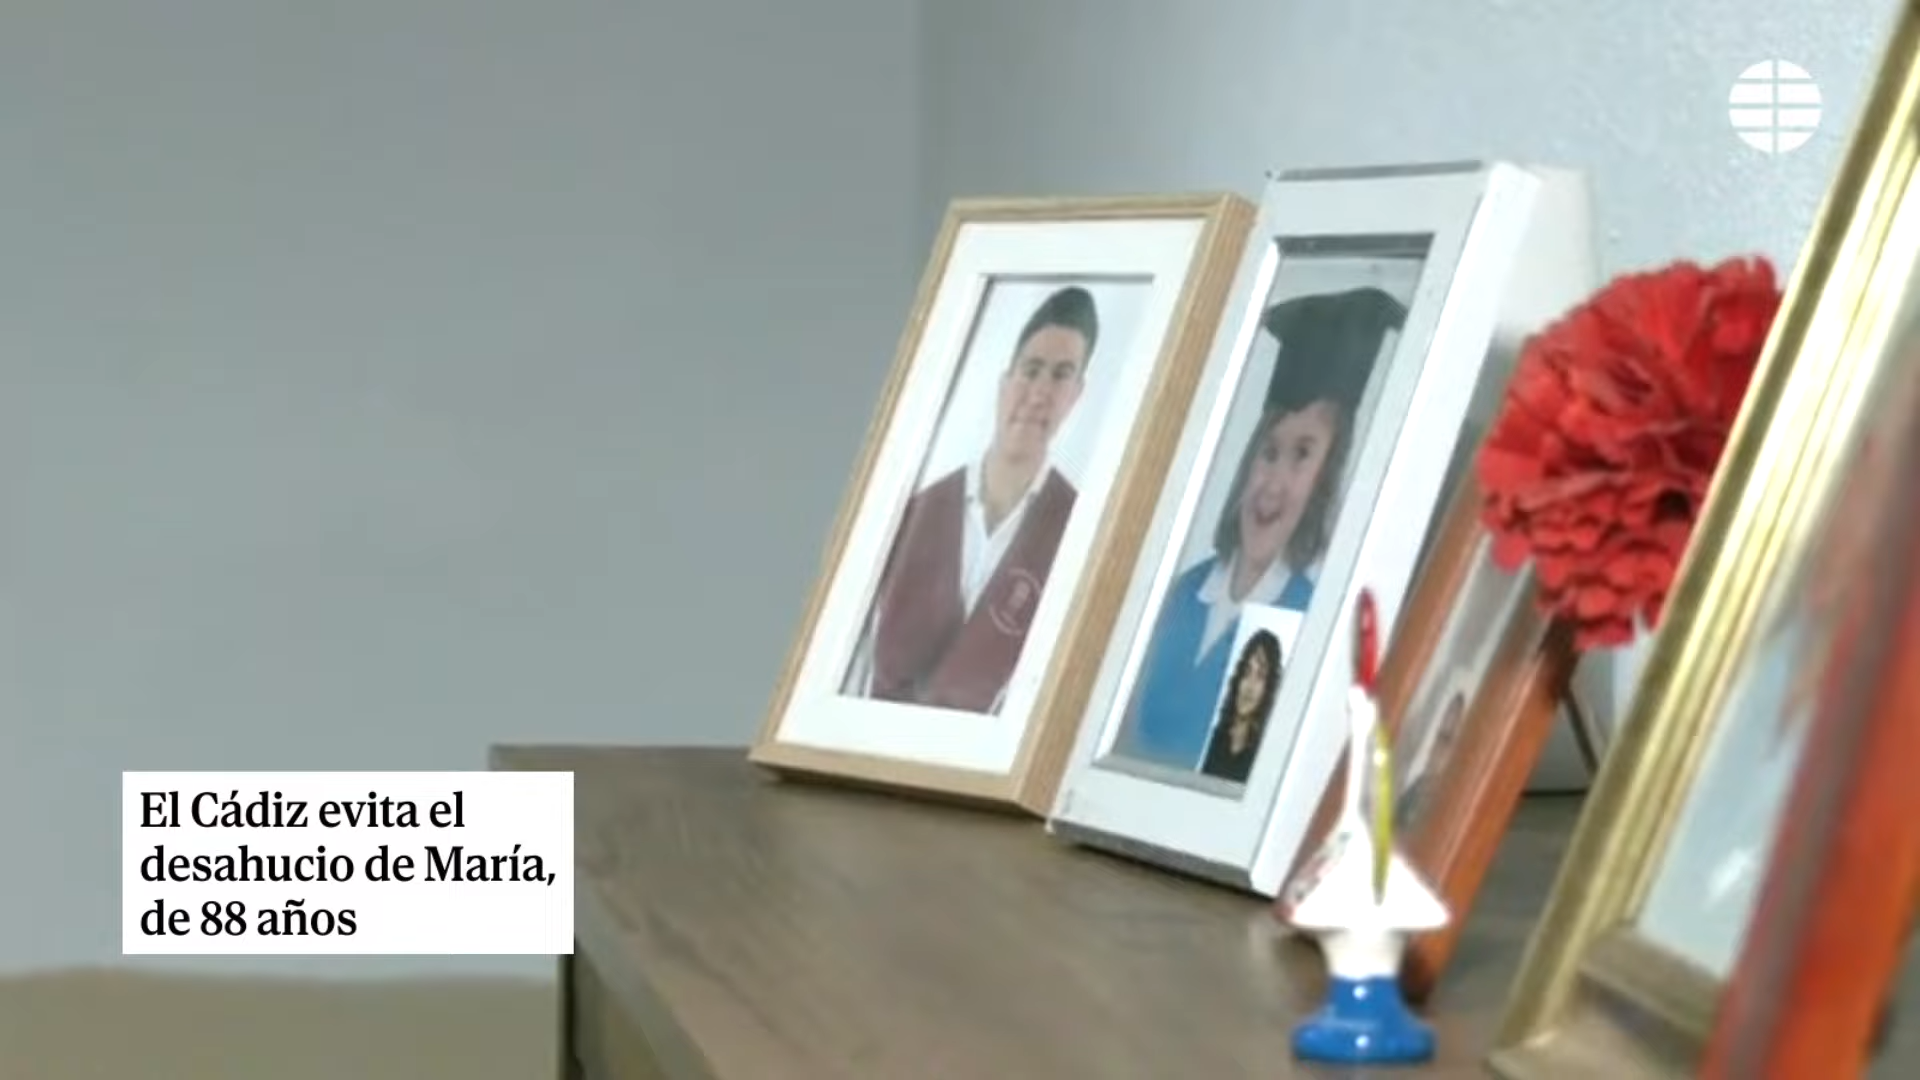 El Cádiz evita el
desahucio de María,
de 88 años